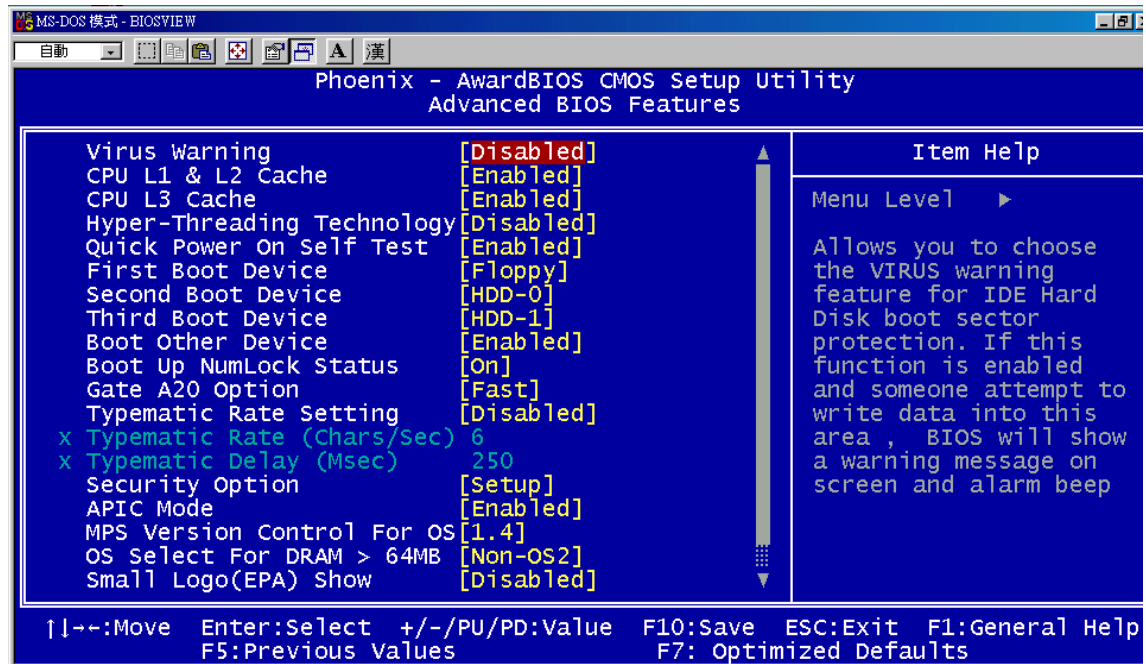 MS-DOS 模式 - BIOSVIEW
自動 A 漢
Phoenix - AwardBIOS CMOS Setup Utility
Advanced BIOS Features
Virus Warning [Disabled]
CPU L1 & L2 Cache [Enabled]
CPU L3 Cache [Enabled]
Hyper-Threading Technology[Disabled]
Quick Power On Self Test [Enabled]
First Boot Device [Floppy]
Second Boot Device [HDD-0]
Third Boot Device [HDD-1]
Boot Other Device [Enabled]
Boot Up NumLock Status [On]
Gate A20 Option [Fast]
Typematic Rate Setting [Disabled]
x Typematic Rate (Chars/Sec) 6
x Typematic Delay (Msec) 250
Security Option [Setup]
APIC Mode [Enabled]
MPS Version Control For OS[1.4]
OS Select For DRAM > 64MB [Non-OS2]
Small Logo(EPA) Show [Disabled]
Item Help
Menu Level ▶
Allows you to choose
the VIRUS warning
feature for IDE Hard
Disk boot sector
protection. If this
function is enabled
and someone attempt to
write data into this
area , BIOS will show
a warning message on
screen and alarm beep
↑↓→←:Move Enter:Select +/-/PU/PD:Value F10:Save ESC:Exit F1:General Help
F5:Previous Values F7: Optimized Defaults